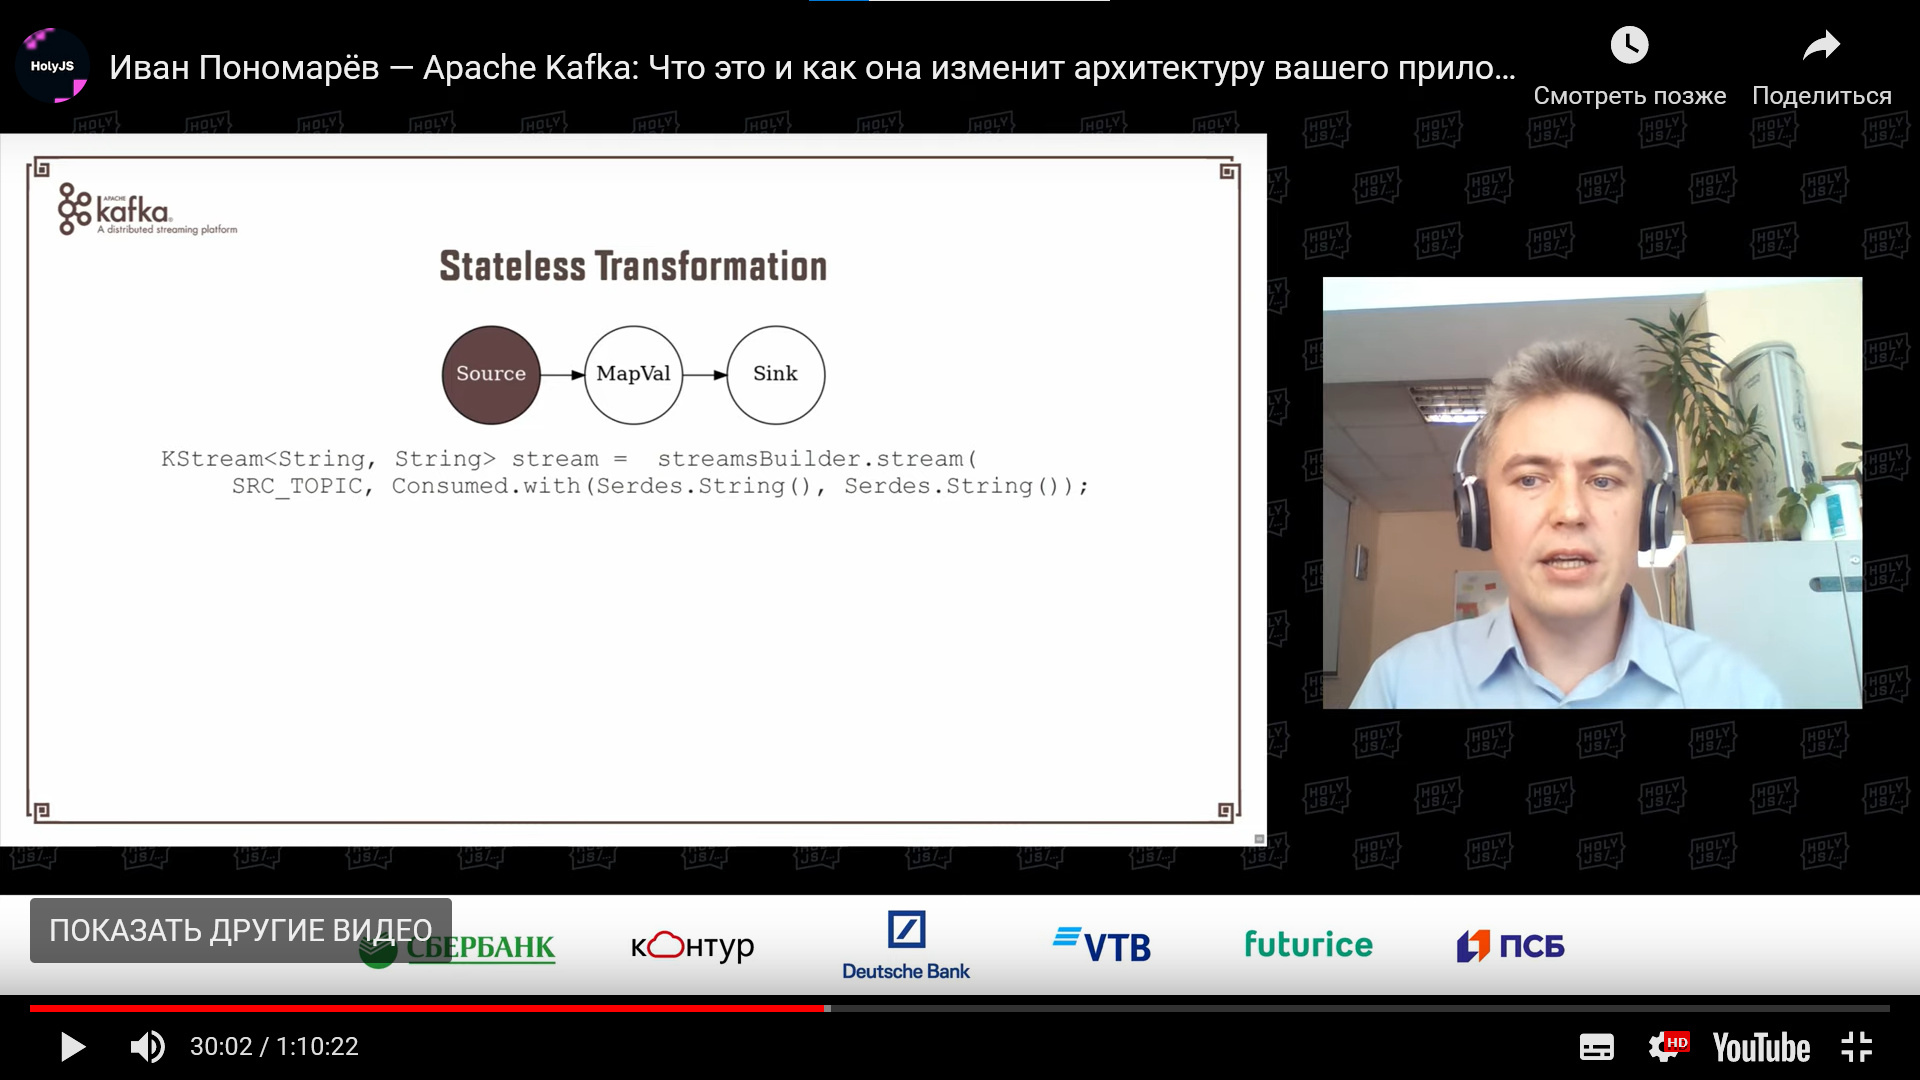 HolyJS
Иван Пономарёв — Apache Kafka: Что это и как она изменит архитектуру вашего прило...
Смотреть позже
Поделиться
APACHE
kafka®
A distributed streaming platform
Stateless Transformation
Source
MapVal
Sink
KStream<String, String> stream =  streamsBuilder.stream(
SRC_TOPIC, Consumed.with(Serdes.String(), Serdes.String());
HOLY
JS/...
ПОКАЗАТЬ ДРУГИЕ ВИДЕО
СБЕРБАНК
контур
Deutsche Bank
VTB
futurice
ПСБ
30:02 / 1:10:22
HD
YouTube